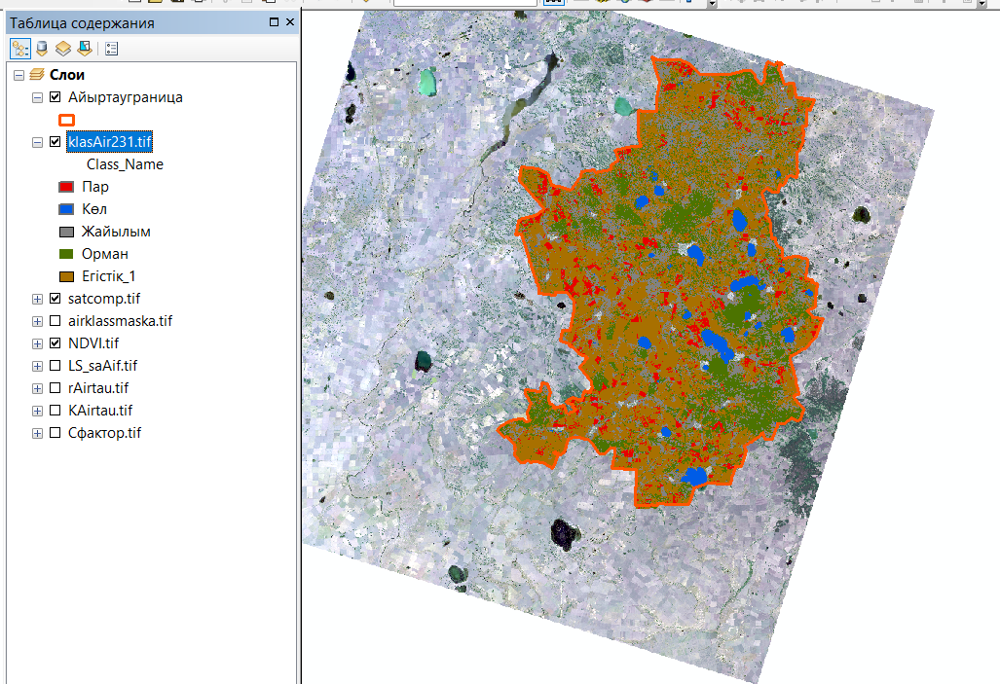 Таблица содержания
Слои
Айыртауграница
klasAir231.tif
Class_Name
Пар
Көл
Жайылым
Орман
Егістік_1
satcomp.tif
airklassmaska.tif
NDVI.tif
LS_saAif.tif
rAirtau.tif
KAirtau.tif
Cфактор.tif